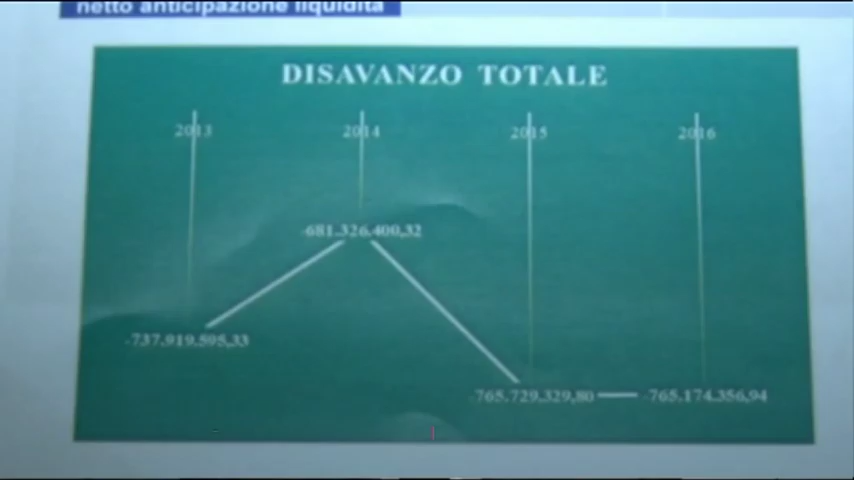 netto anticipazione liquidità
DISAVANZO TOTALE
2013 2014 2015 2016
-681.326.400,32
-737.919.595,33
-765.729.329,80 -765.174.356,94